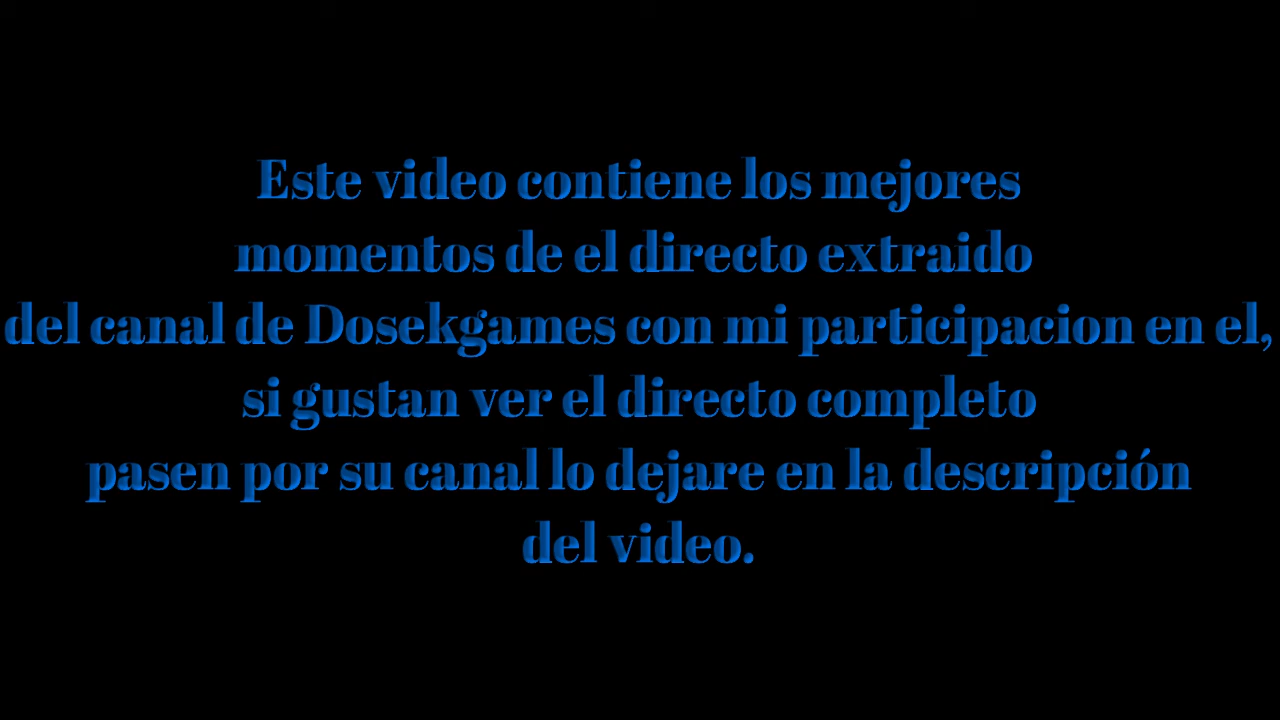 Este video contiene los mejores
momentos de el directo extraido
del canal de Dosekgames con mi participacion en el,
si gustan ver el directo completo
pasen por su canal lo dejare en la descripción
del video.